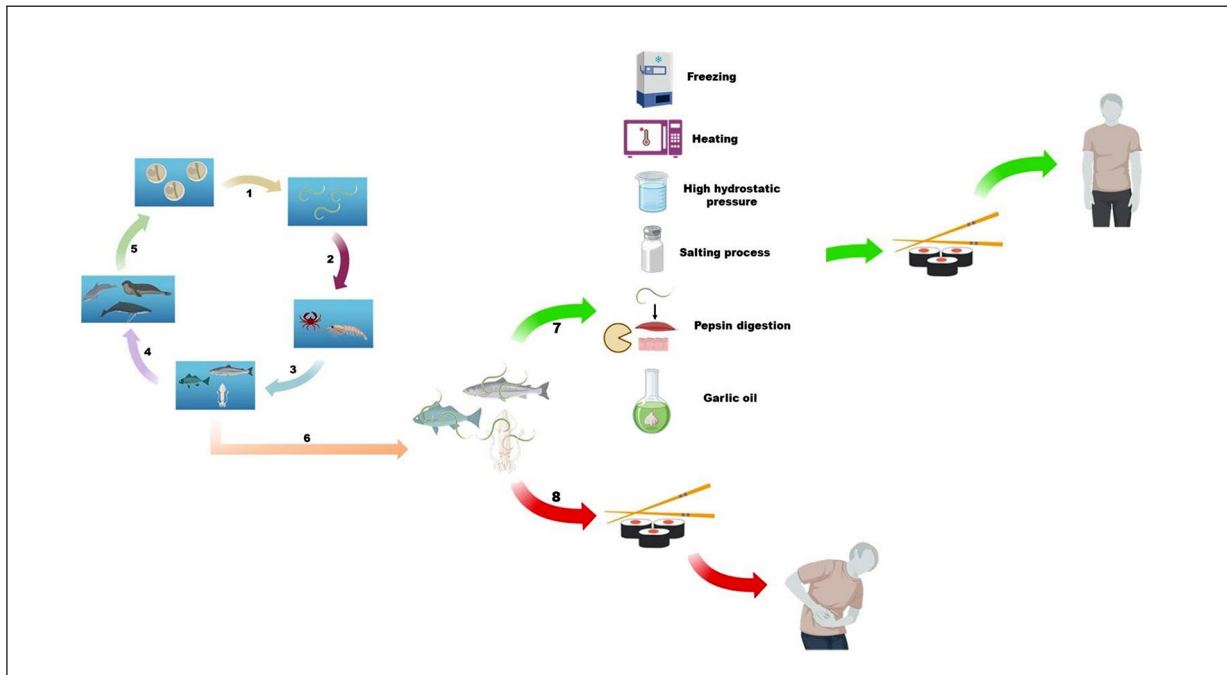 Freezing
Heating
High hydrostatic
pressure
Salting process
Pepsin digestion
Garlic oil
1
2
3
4
5
6
7
8